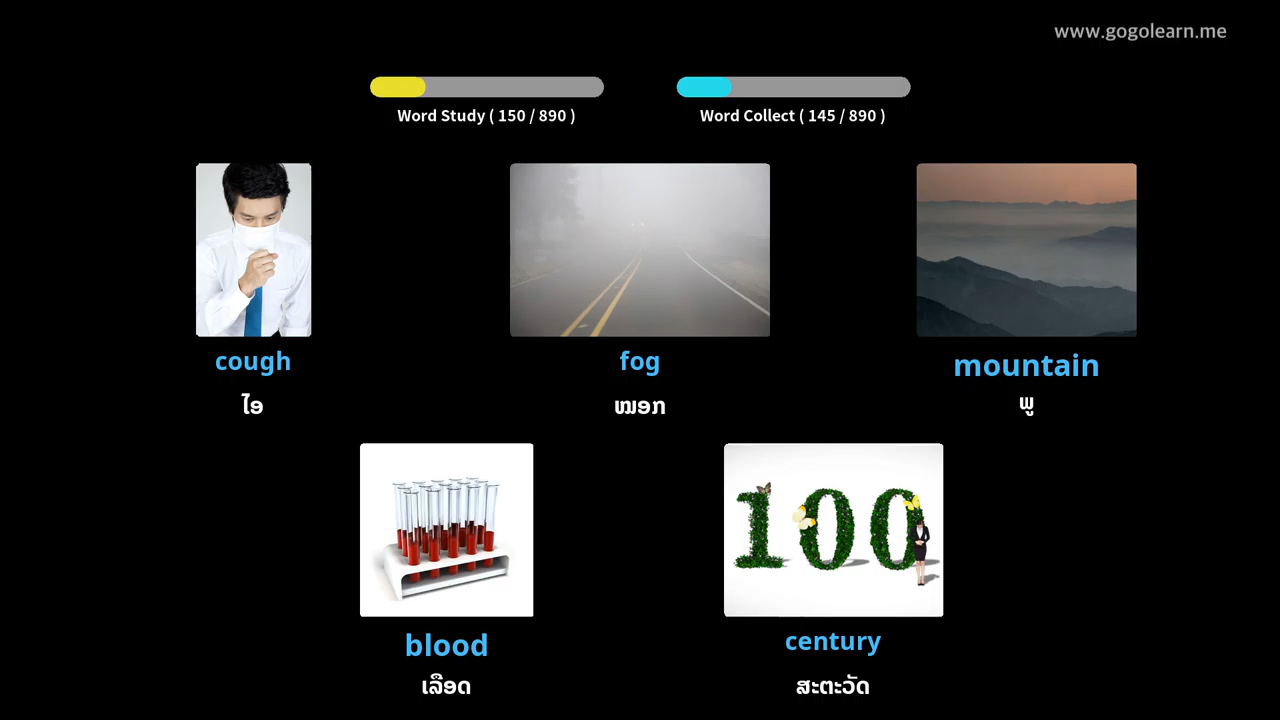 www.gogolearn.me
Word Study ( 150 / 890 )
Word Collect ( 145 / 890 )
cough
fog
mountain
ໄອ
ໝອກ
ພູ
100
blood
century
ເລືອດ
ສະຕະວັດ